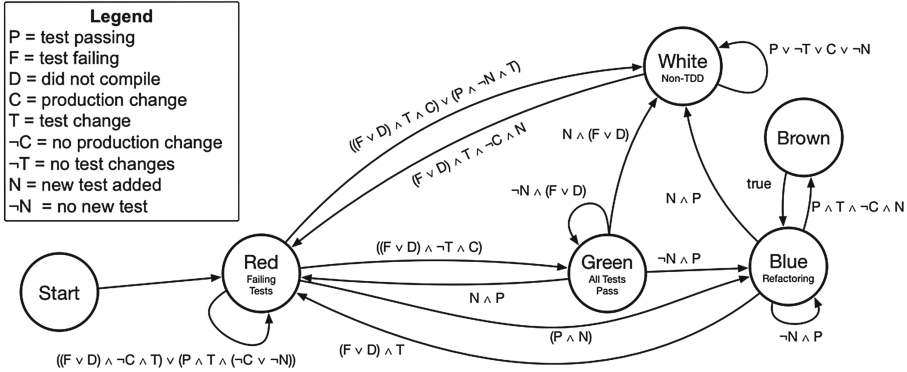 Legend
P = test passing
F = test failing
D = did not compile
C = production change
T = test change
¬C = no production change
¬T = no test changes
N = new test added
¬N = no new test
White
Non-TDD
P ∨ ¬T ∨ C ∨ ¬N
((F ∨ D) ∧ T ∧ C) ∨ (P ∧ ¬N ∧ T)
(F ∨ D) ∧ T ∧ ¬C ∧ N
N ∧ (F ∨ D)
Brown
true
P ∧ T ∧ ¬C ∧ N
¬N ∧ (F ∨ D)
N ∧ P
Start
Red
Failing
Tests
((F ∨ D) ∧ ¬T ∧ C)
N ∧ P
Green
All Tests
Pass
¬N ∧ P
Blue
Refactoring
(P ∧ N)
¬N ∧ P
(F ∨ D) ∧ T
((F ∨ D) ∧ ¬C ∧ T) ∨ (P ∧ T ∧ (¬C ∨ ¬N))